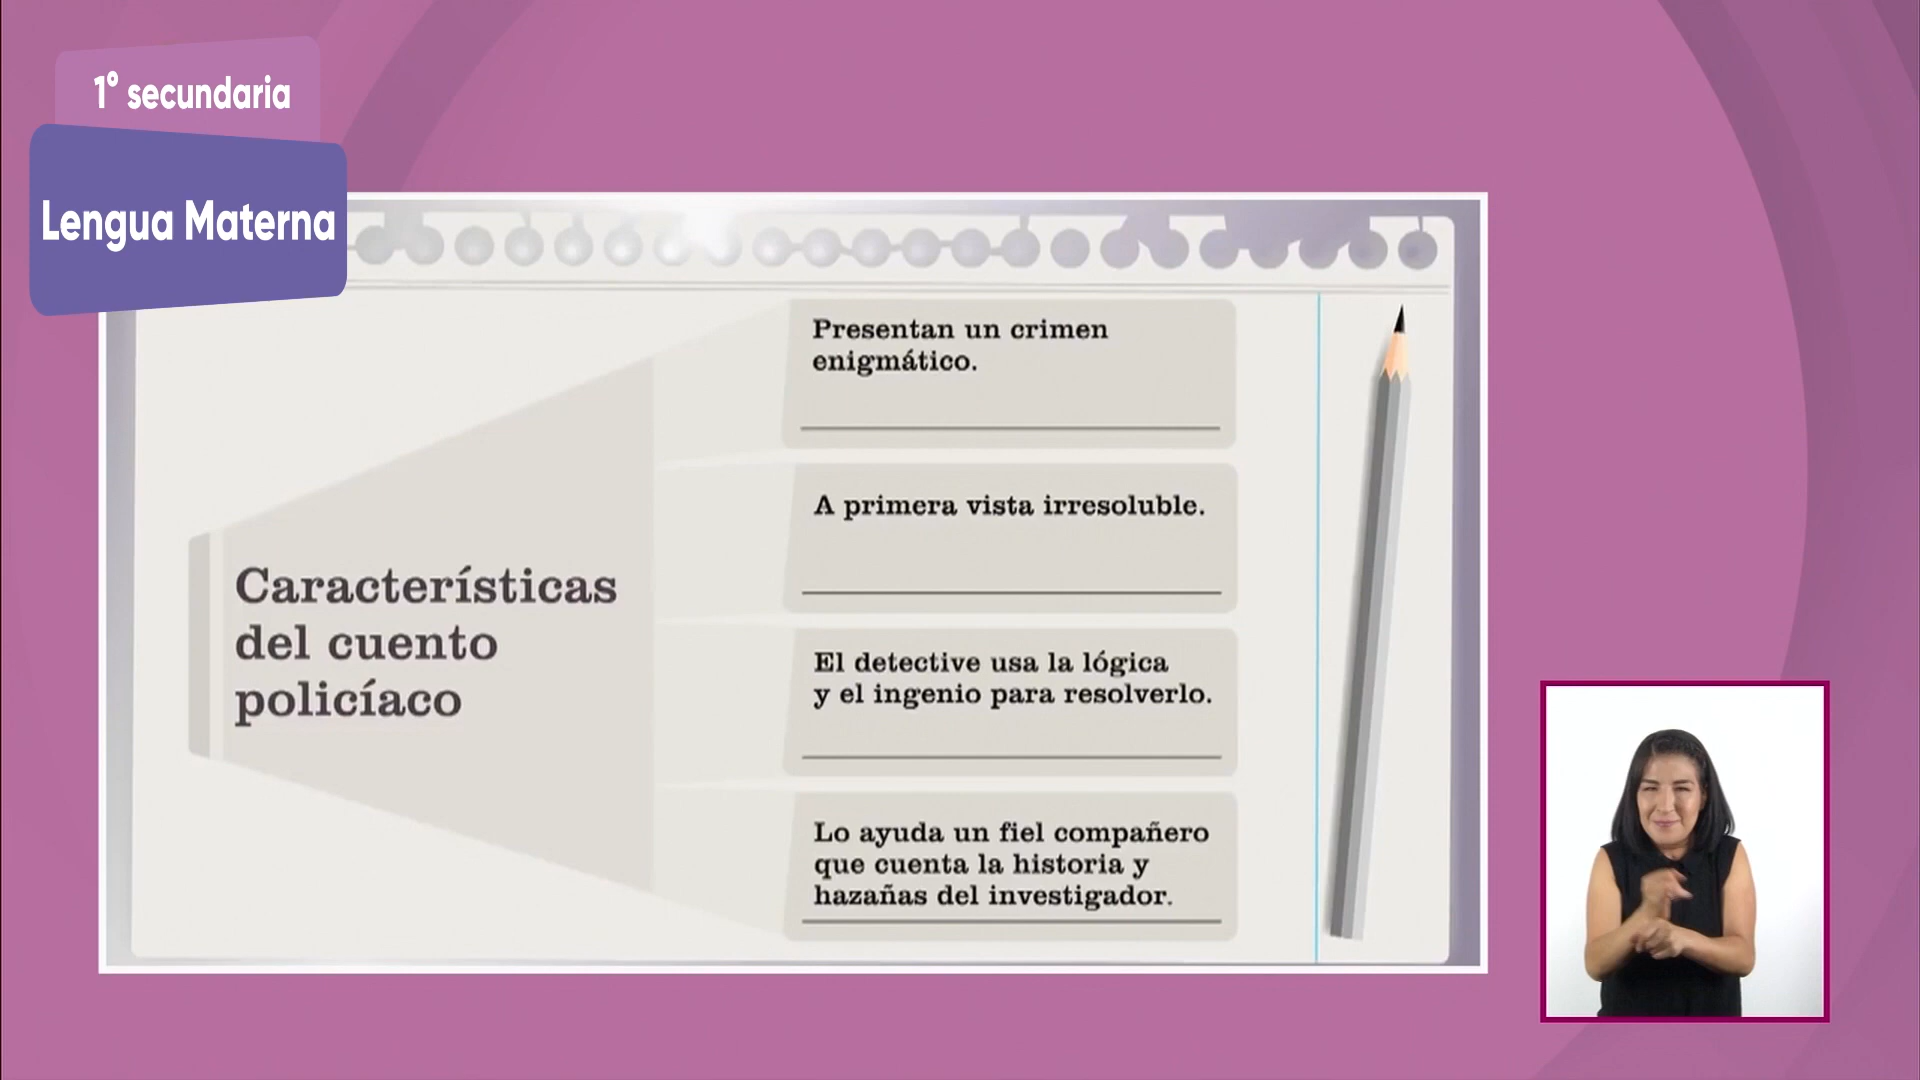 1° secundaria
Lengua Materna
Características
del cuento
policíaco
Presentan un crimen
enigmático.
A primera vista irresoluble.
El detective usa la lógica
y el ingenio para resolverlo.
Lo ayuda un fiel compañero
que cuenta la historia y
hazañas del investigador.